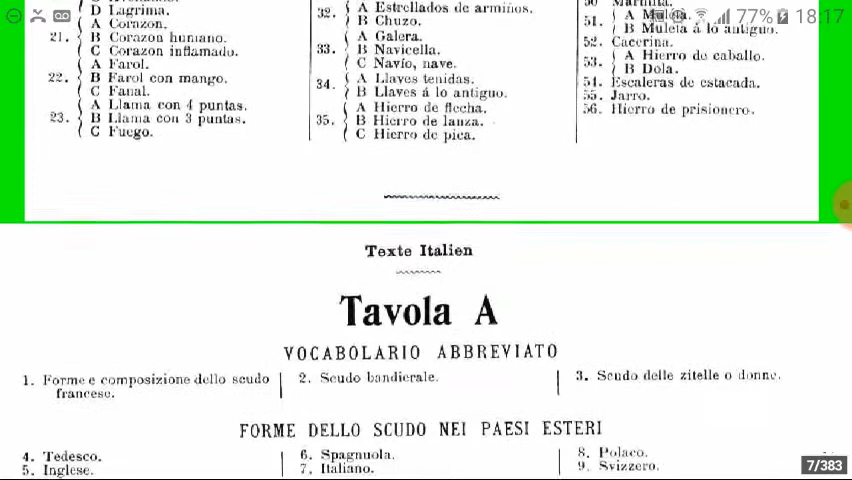 77% 18:17
D Lagrima.
21. A Corazon.
B Corazon humano.
C Corazon inflamado.
22. A Farol.
B Farol con mango.
C Fanal.
23. A Llama con 4 puntas.
B Llama con 3 puntas.
C Fuego.
32. A Estrellados de armiños.
B Chuzo.
33. A Galera.
B Navicella.
C Navío, nave.
34. A Llaves tenidas.
B Llaves á lo antiguo.
35. A Hierro de flecha.
B Hierro de lanza.
C Hierro de pica.
50
51. A Muleta.
B Muleta á lo antiguo.
52. Cacerina.
53. A Hierro de caballo.
B Dola.
54. Escaleras de estacada.
55. Jarro.
56. Hierro de prisionero.
Texte Italien
Tavola A
VOCABOLARIO ABBREVIATO
1. Forme e composizione dello scudo
francese.
2. Scudo bandierale.
3. Scudo delle zitelle o donne.
FORME DELLO SCUDO NEI PAESI ESTERI
4. Tedesco.
5. Inglese.
6. Spagnuola.
7. Italiano.
8. Polaco.
9. Svizzero.
7/383